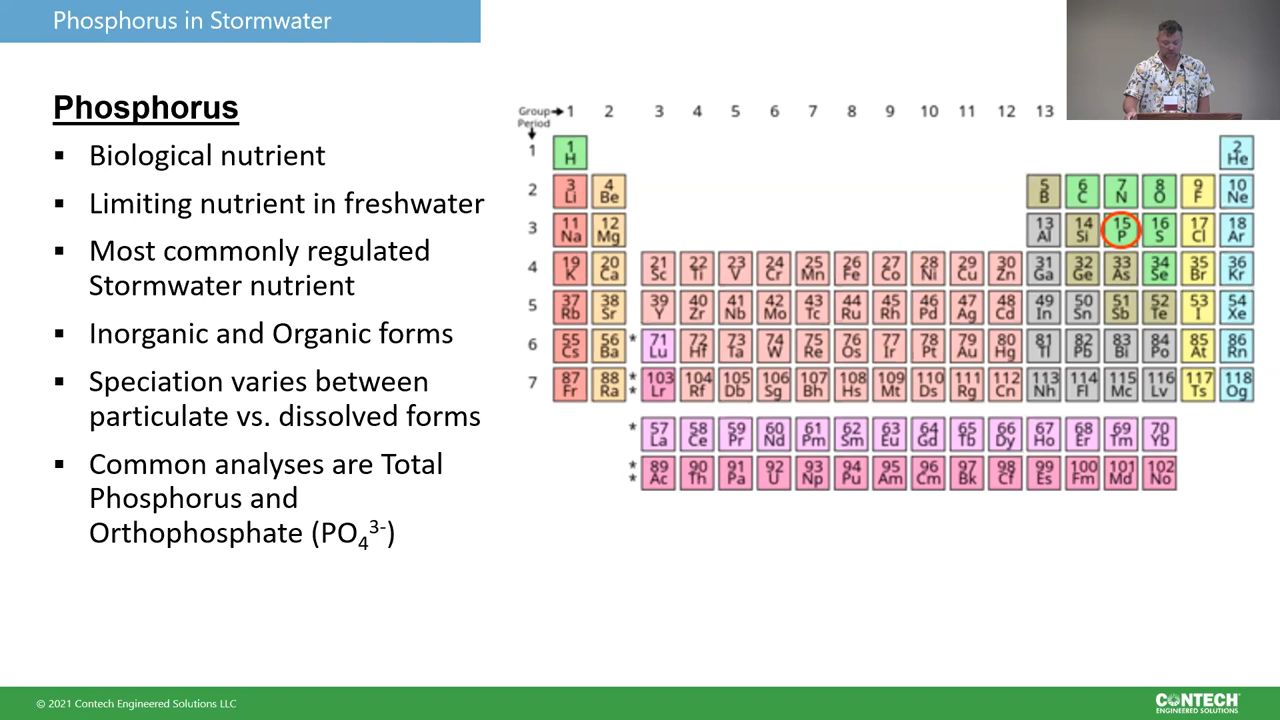 Phosphorus in Stormwater
Phosphorus
▪ Biological nutrient
▪ Limiting nutrient in freshwater
▪ Most commonly regulated
Stormwater nutrient
▪ Inorganic and Organic forms
▪ Speciation varies between
particulate vs. dissolved forms
▪ Common analyses are Total
Phosphorus and
Orthophosphate (PO₄³⁻)
Group→ 1 2 3 4 5 6 7 8 9 10 11 12 13
Period
↓
1 1 H 2 He
2 3 Li 4 Be 5 B 6 C 7 N 8 O 9 F 10 Ne
3 11 Na 12 Mg 13 Al 14 Si 15 P 16 S 17 Cl 18 Ar
4 19 K 20 Ca 21 Sc 22 Ti 23 V 24 Cr 25 Mn 26 Fe 27 Co 28 Ni 29 Cu 30 Zn 31 Ga 32 Ge 33 As 34 Se 35 Br 36 Kr
5 37 Rb 38 Sr 39 Y 40 Zr 41 Nb 42 Mo 43 Tc 44 Ru 45 Rh 46 Pd 47 Ag 48 Cd 49 In 50 Sn 51 Sb 52 Te 53 I 54 Xe
6 55 Cs 56 Ba * 71 Lu 72 Hf 73 Ta 74 W 75 Re 76 Os 77 Ir 78 Pt 79 Au 80 Hg 81 Tl 82 Pb 83 Bi 84 Po 85 At 86 Rn
7 87 Fr 88 Ra ** 103 Lr 104 Rf 105 Db 106 Sg 107 Bh 108 Hs 109 Mt 110 Ds 111 Rg 112 Cn 113 Nh 114 Fl 115 Mc 116 Lv 117 Ts 118 Og
* 57 La 58 Ce 59 Pr 60 Nd 61 Pm 62 Sm 63 Eu 64 Gd 65 Tb 66 Dy 67 Ho 68 Er 69 Tm 70 Yb
** 89 Ac 90 Th 91 Pa 92 U 93 Np 94 Pu 95 Am 96 Cm 97 Bk 98 Cf 99 Es 100 Fm 101 Md 102 No
© 2021 Contech Engineered Solutions LLC
CONTECH
ENGINEERED SOLUTIONS